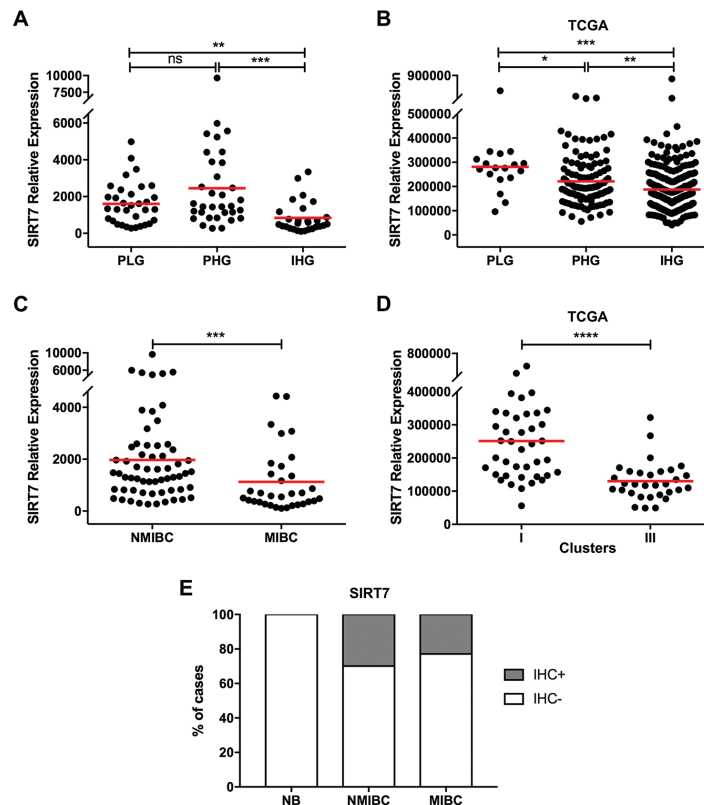 A
**
ns
***
SIRT7 Relative Expression
10000
7500
6000
4000
2000
0
PLG
PHG
IHG
B
TCGA
***
*
**
SIRT7 Relative Expression
900000
500000
400000
300000
200000
100000
0
PLG
PHG
IHG
C
***
SIRT7 Relative Expression
10000
6000
4000
2000
0
NMIBC
MIBC
D
TCGA
****
SIRT7 Relative Expression
800000
400000
300000
200000
100000
0
I
Clusters
III
E
SIRT7
% of cases
100
80
60
40
20
0
NB
NMIBC
MIBC
IHC+
IHC-